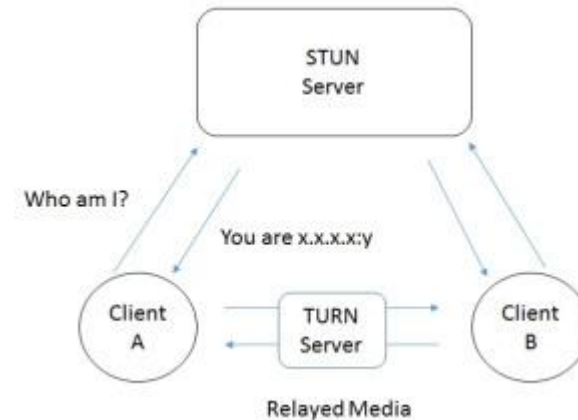 STUN
Server
Who am I?
You are x.x.x.x:y
Client
A
TURN
Server
Client
B
Relayed Media